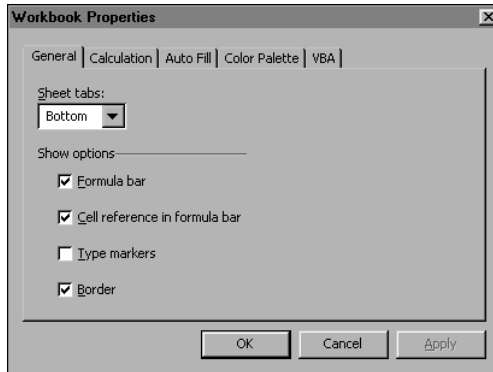 Workbook Properties
General Calculation Auto Fill Color Palette VBA
Sheet tabs:
Bottom
Show options
Formula bar
Cell reference in formula bar
Type markers
Border
OK Cancel Apply